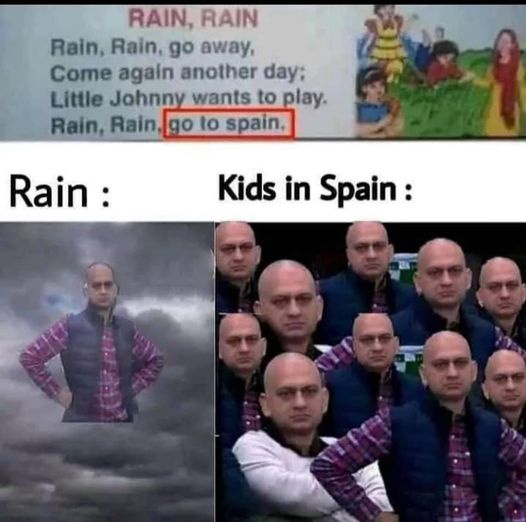 RAIN, RAIN
Rain, Rain, go away,
Come again another day;
Little Johnny wants to play.
Rain, Rain, go to spain.
Rain :
Kids in Spain :